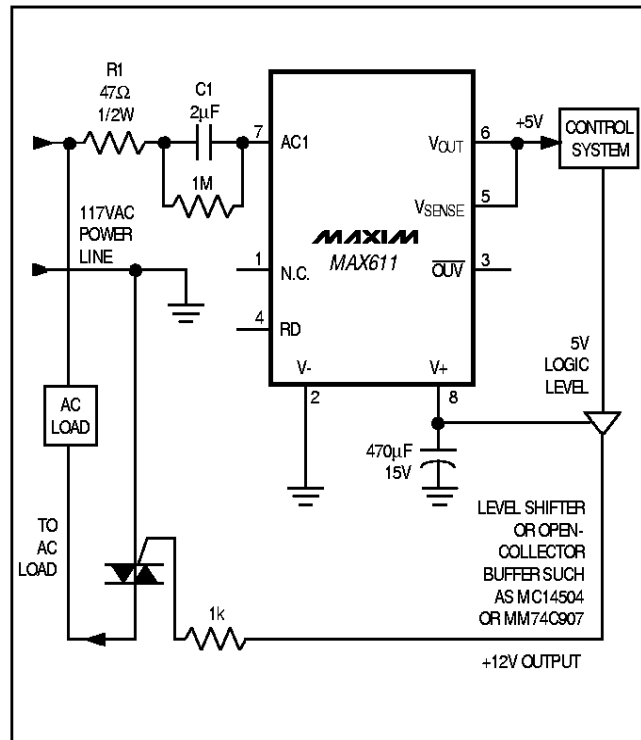 R1
47Ω
1/2W
C1
2μF
1M
7
AC1
117VAC
POWER
LINE
1
N.C.
4
RD
MAXIM
MAX611
VOUT
6
VSENSE
5
OUV
3
V-
2
V+
8
+5V
CONTROL
SYSTEM
5V
LOGIC
LEVEL
AC
LOAD
TO
AC
LOAD
470μF
15V
LEVEL SHIFTER
OR OPEN-
COLLECTOR
BUFFER SUCH
AS MC14504
OR MM74C907
1k
+12V OUTPUT